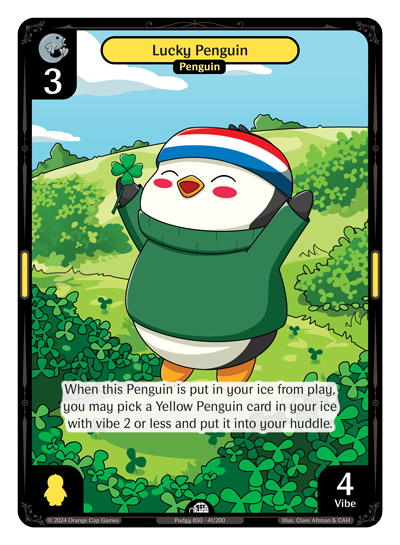 Lucky Penguin
Penguin
3
When this Penguin is put in your ice from play,
you may pick a Yellow Penguin card in your ice
with vibe 2 or less and put it into your huddle.
4
Vibe
© 2024 Orange Cap Games
Pudgy 850 · 41/200
Illus. Clare Altman & CAH